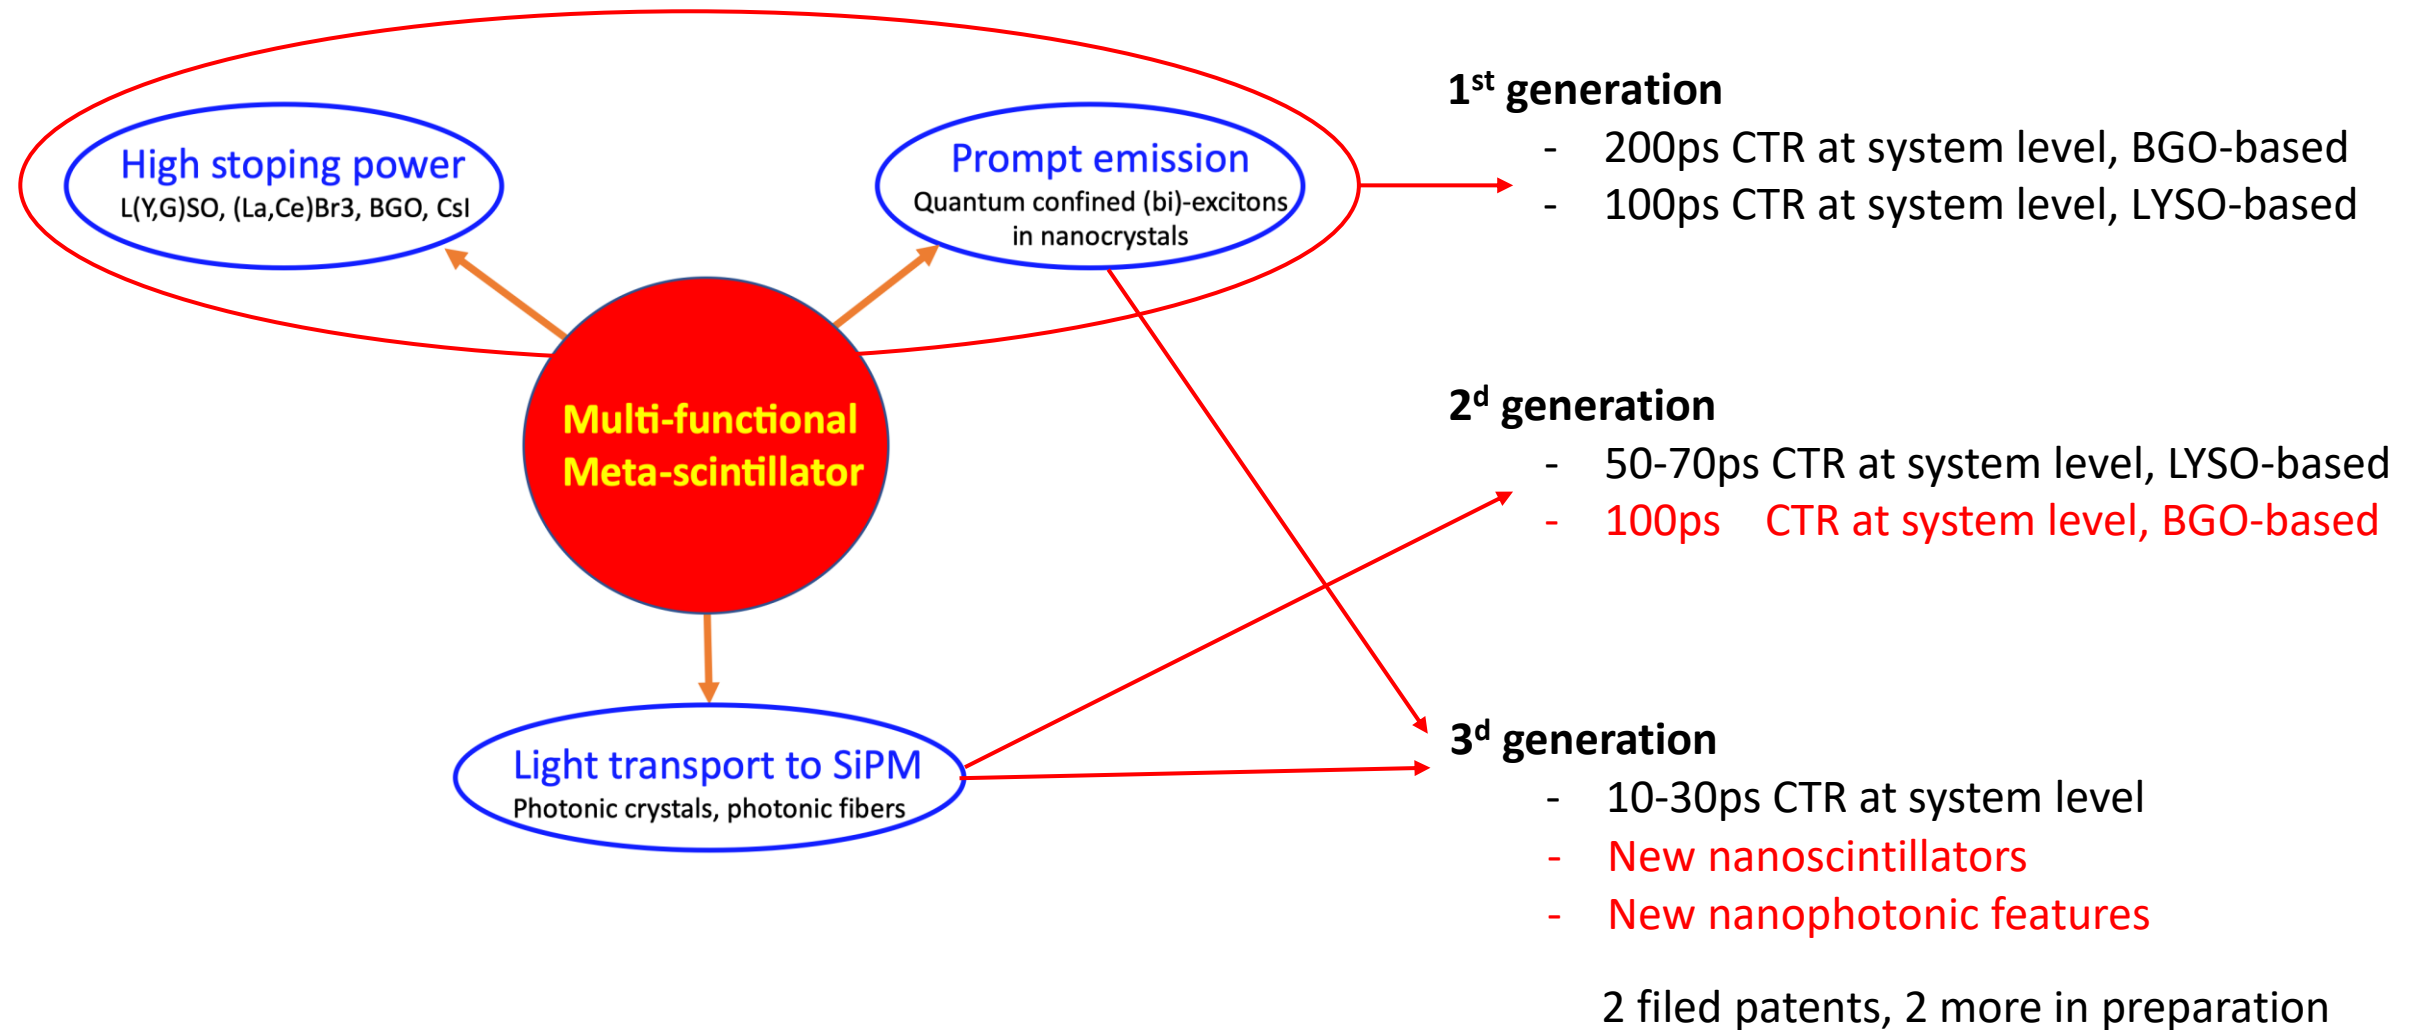 High stoping power
L(Y,G)SO, (La,Ce)Br3, BGO, CsI
Prompt emission
Quantum confined (bi)-excitons
in nanocrystals
Multi-functional
Meta-scintillator
Light transport to SiPM
Photonic crystals, photonic fibers
1st generation
- 200ps CTR at system level, BGO-based
- 100ps CTR at system level, LYSO-based
2d generation
- 50-70ps CTR at system level, LYSO-based
- 100ps CTR at system level, BGO-based
3d generation
- 10-30ps CTR at system level
- New nanoscintillators
- New nanophotonic features
2 filed patents, 2 more in preparation